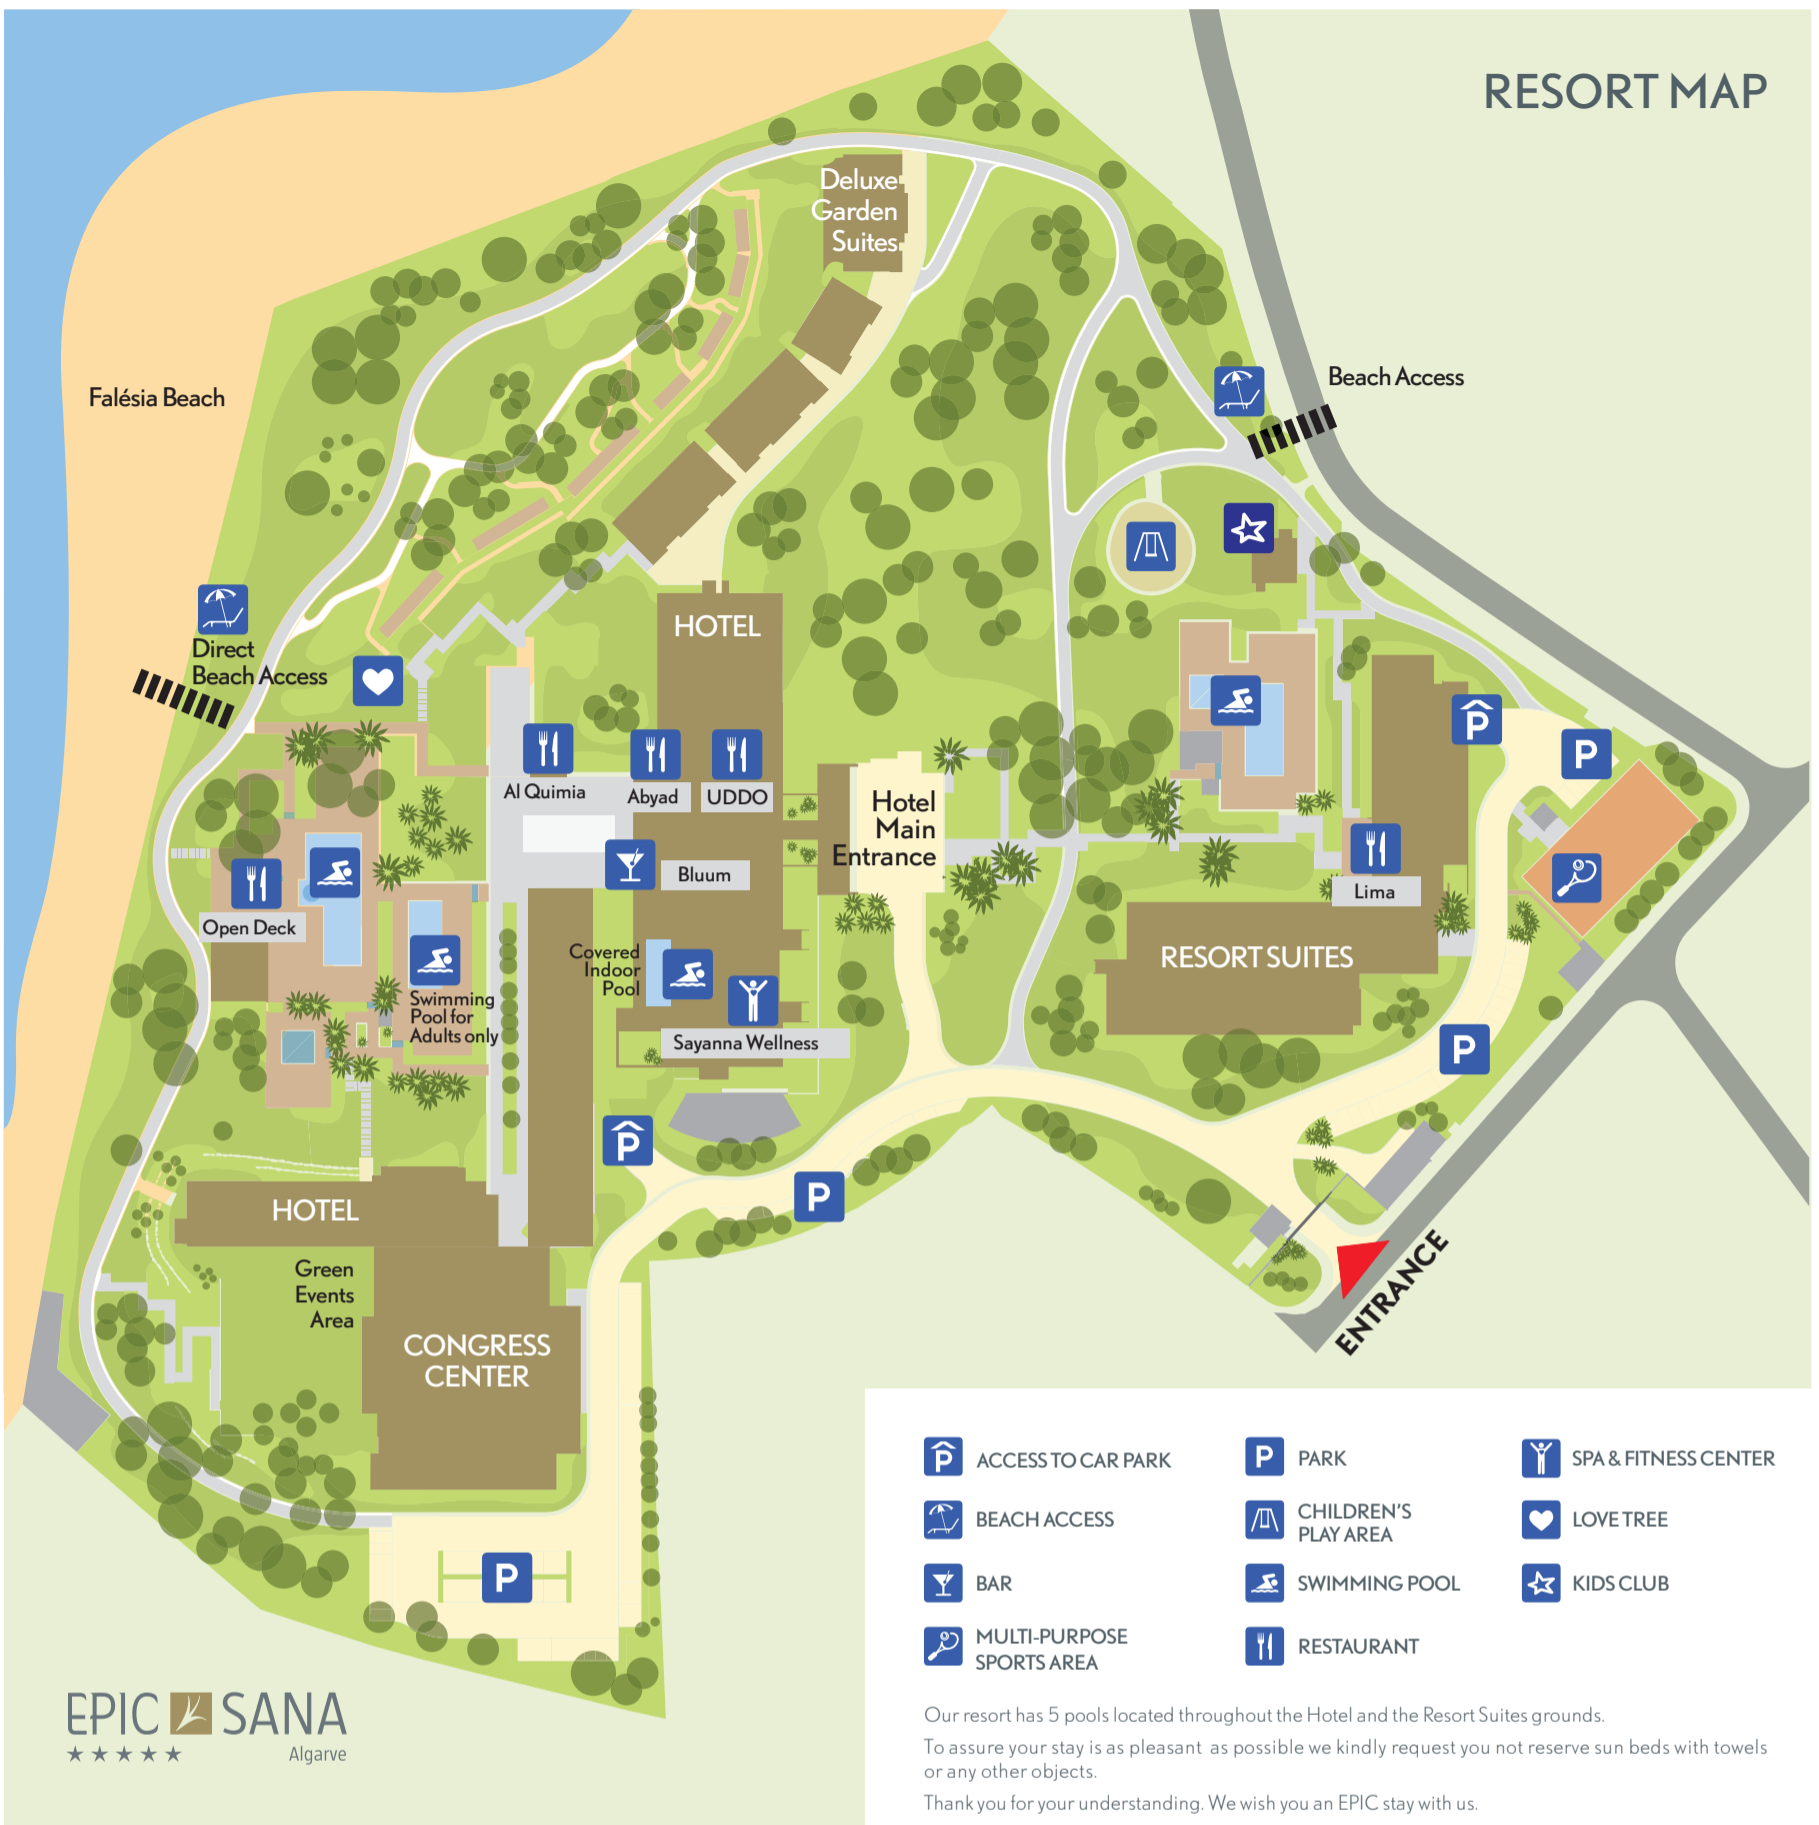 RESORT MAP
Deluxe
Garden
Suites
Beach Access
Falésia Beach
HOTEL
Direct
Beach Access
Al Quimia
Abyad
UDDO
Hotel
Main
Entrance
Bluum
Lima
Open Deck
Covered
Indoor
Pool
RESORT SUITES
Swimming
Pool for
Adults only
Sayanna Wellness
P
P
P
P
P
HOTEL
Green
Events
Area
CONGRESS
CENTER
ENTRANCE
P
P ACCESS TO CAR PARK
P PARK
SPA & FITNESS CENTER
BEACH ACCESS
CHILDREN'S
PLAY AREA
LOVE TREE
BAR
SWIMMING POOL
KIDS CLUB
MULTI-PURPOSE
SPORTS AREA
RESTAURANT
Our resort has 5 pools located throughout the Hotel and the Resort Suites grounds.
To assure your stay is as pleasant as possible we kindly request you not reserve sun beds with towels
or any other objects.
Thank you for your understanding. We wish you an EPIC stay with us.
EPIC SANA
Algarve